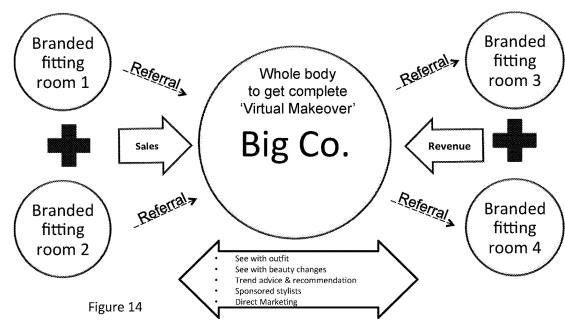 Branded
fitting
room 1
Referral
Whole body
to get complete
‘Virtual Makeover’
Big Co.
Referral
Branded
fitting
room 3
Sales
Revenue
Branded
fitting
room 2
Referral
Referral
Branded
fitting
room 4
• See with outfit
• See with beauty changes
• Trend advice & recommendation
• Sponsored stylists
• Direct Marketing
Figure 14